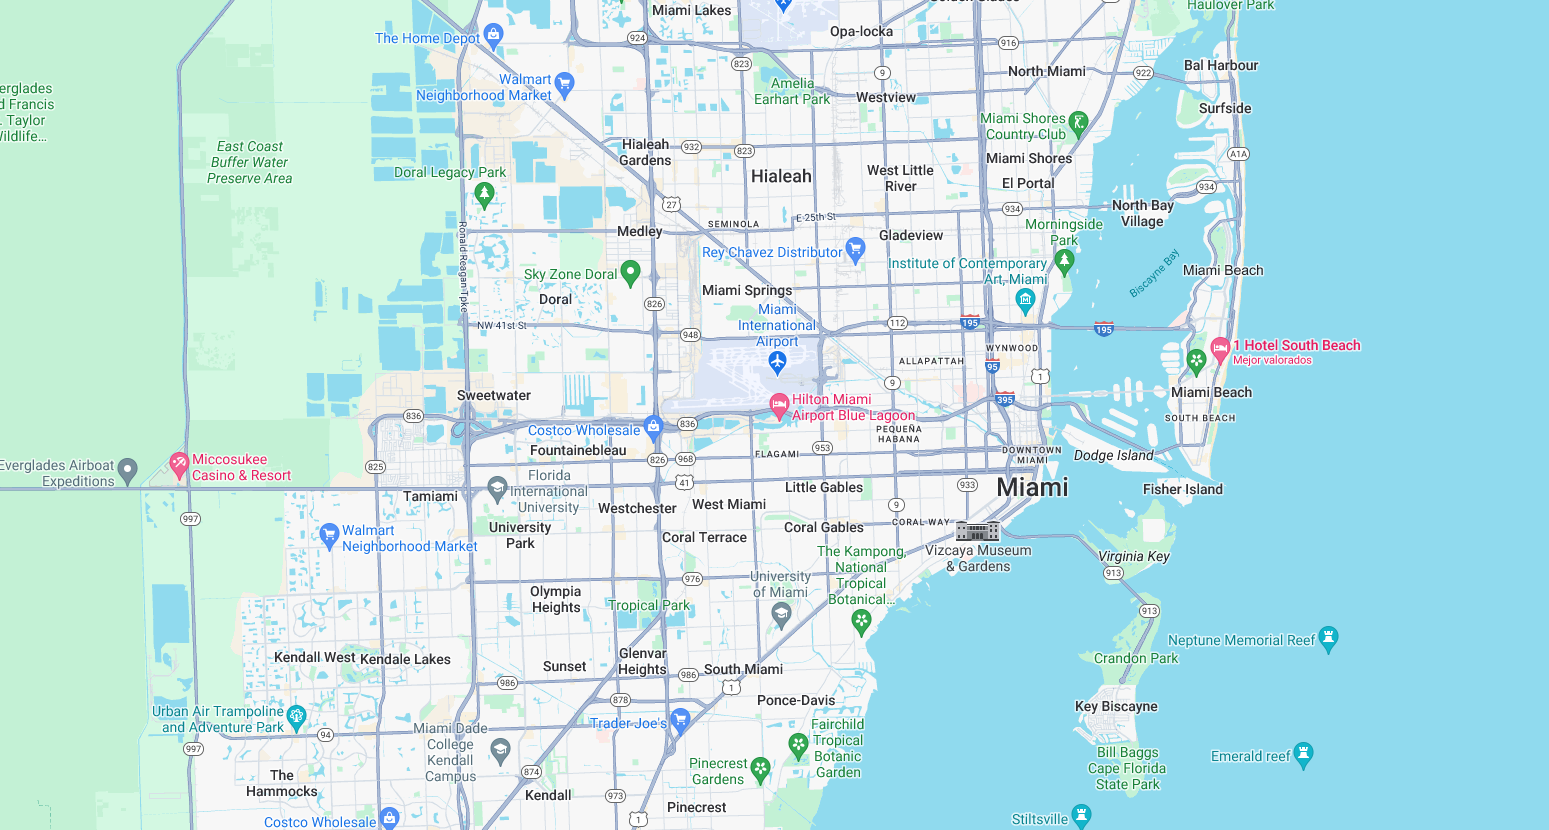 Miami Lakes
Haulover Park
Opa-locka
The Home Depot
924
916
823
9
North Miami
922
Bal Harbour
Walmart
Neighborhood Market
Amelia
Earhart Park
Westview
Surfside
Miami Shores
Country Club
Francis
Taylor
East Coast
Buffer Water
Preserve Area
Hialeah
Gardens
932
823
Miami Shores
A1A
Doral Legacy Park
Hialeah
West Little
River
El Portal
934
27
934
North Bay
Village
SEMINOLA
E 25th St
Ronald Reagan Tpke
Medley
Gladeview
Morningside
Park
Rey Chavez Distributor
Institute of Contemporary
Art, Miami
Biscayne Bay
Miami Beach
Sky Zone Doral
Doral
Miami Springs
826
Miami
International
Airport
NW 41st St
948
112
195
195
WYNWOOD
ALLAPATTAH
95
1
9
1 Hotel South Beach
Mejor valorados
Sweetwater
Hilton Miami
Airport Blue Lagoon
395
Miami Beach
SOUTH BEACH
836
836
Costco Wholesale
PEQUEÑA
HABANA
Fountainebleau
953
FLAGAMI
DOWNTOWN
MIAMI
Dodge Island
Miccosukee
Casino & Resort
Everglades Airboat
Expeditions
825
826
968
Florida
International
University
41
933
Miami
Little Gables
Fisher Island
Tamiami
997
Westchester
West Miami
9
University
Park
Coral Gables
CORAL WAY
Walmart
Neighborhood Market
Coral Terrace
Vizcaya Museum
& Gardens
Virginia Key
The Kampong,
National
Tropical
Botanical...
913
976
University
of Miami
Olympia
Heights
Tropical Park
913
Neptune Memorial Reef
Kendall West
Kendale Lakes
Sunset
Glenvar
Heights
South Miami
Crandon Park
986
986
1
878
Ponce-Davis
Key Biscayne
Urban Air Trampoline
and Adventure Park
94
Trader Joe's
Miami Dade
College
Kendall
Campus
Fairchild
Tropical
Botanic
Garden
997
Bill Baggs
Cape Florida
State Park
Emerald reef
Pinecrest
Gardens
The
Hammocks
874
Kendall
973
Pinecrest
1
Costco Wholesale
Stiltsville